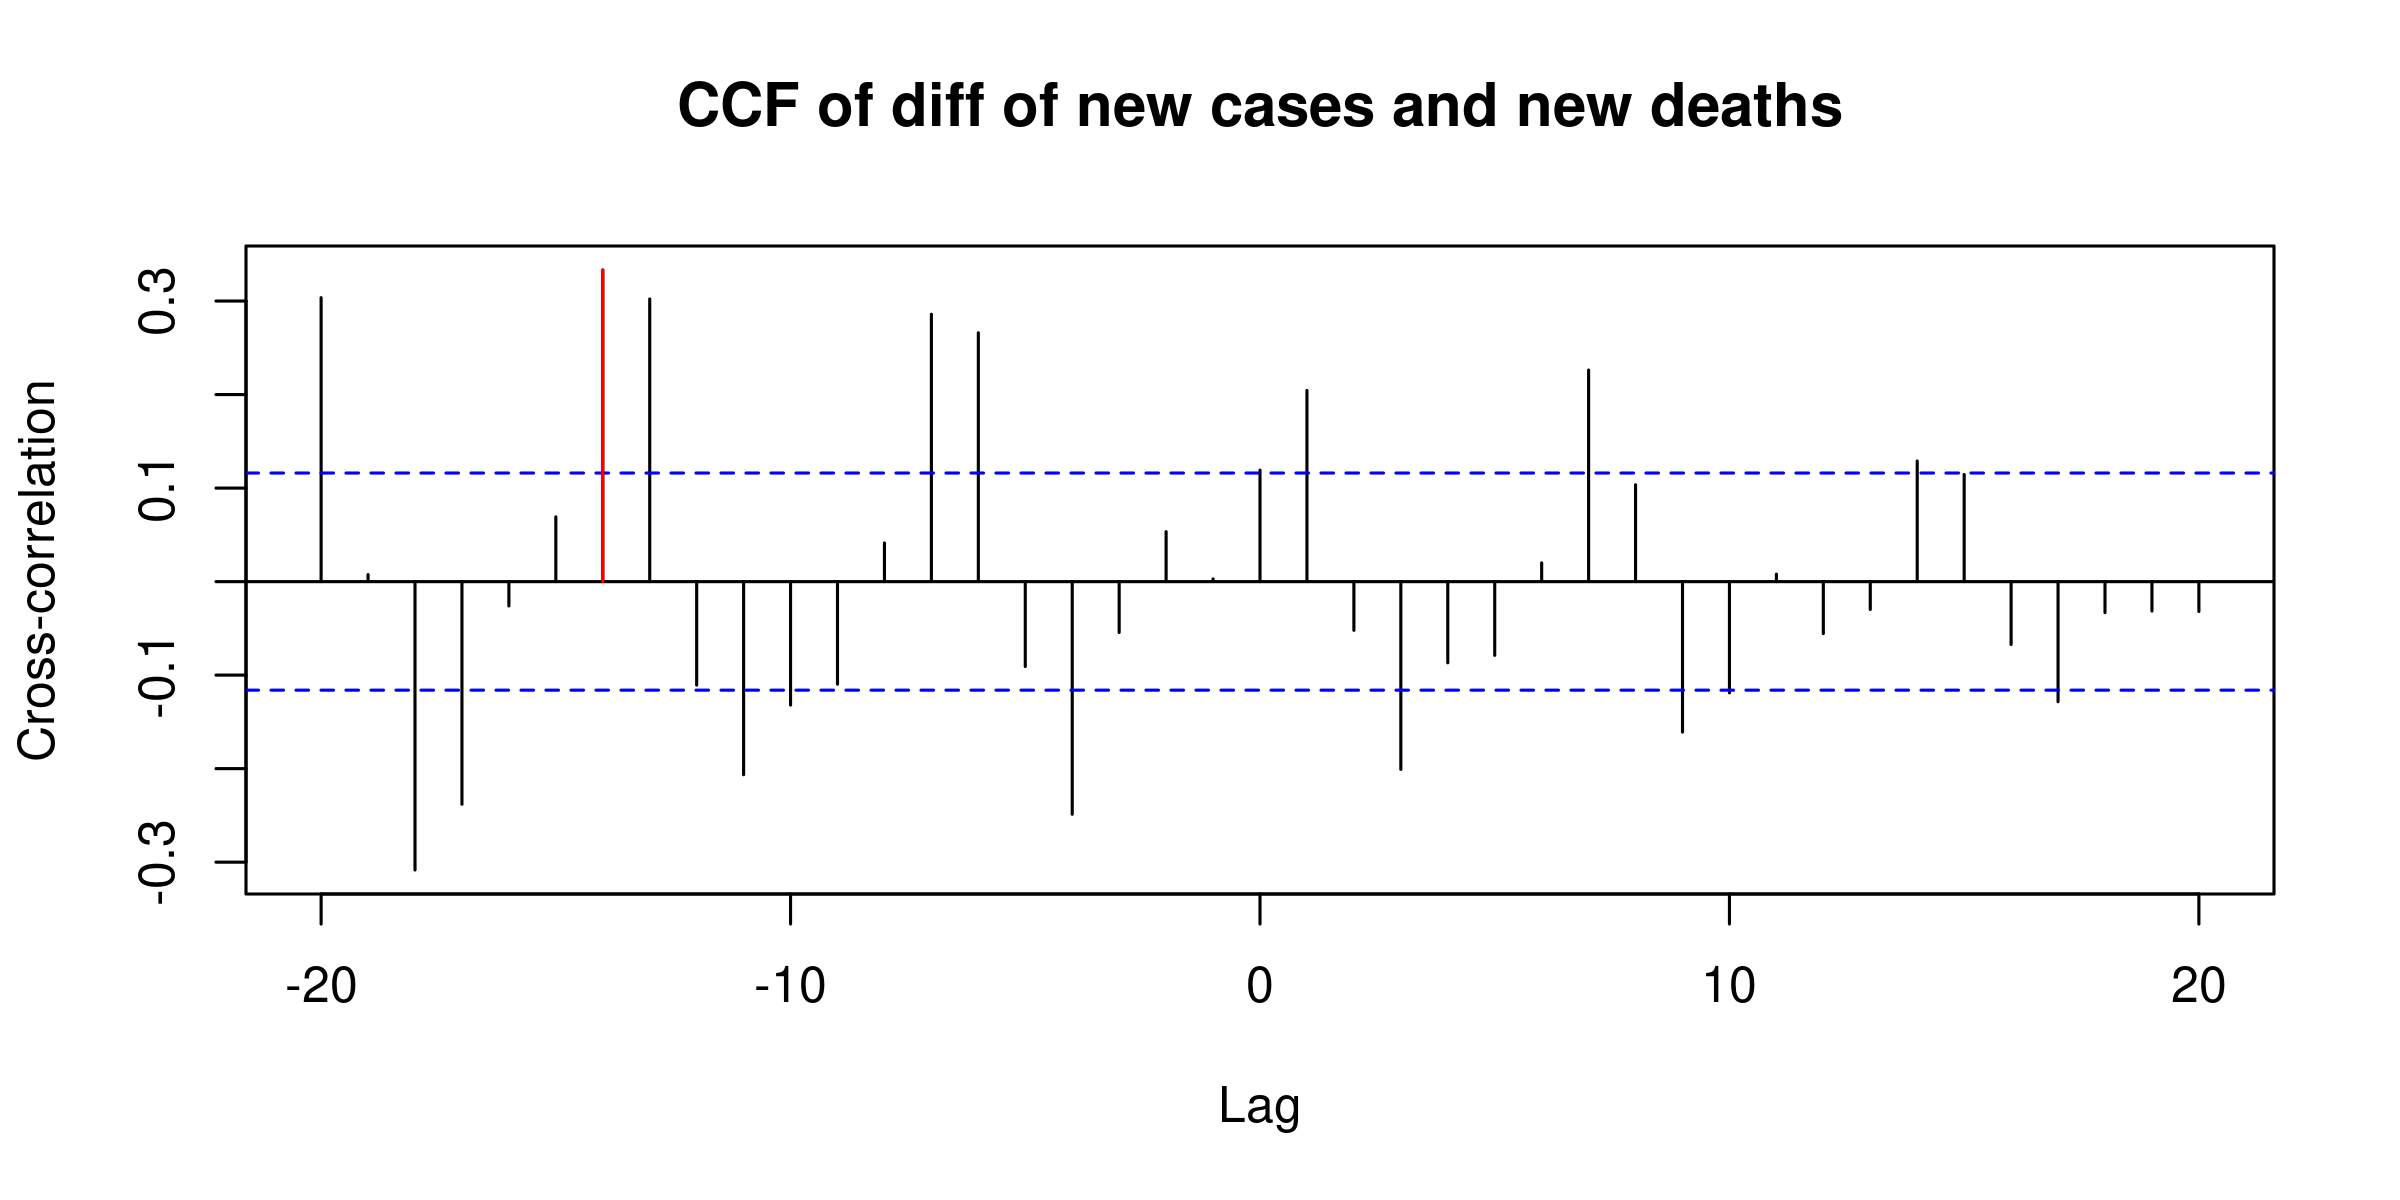 CCF of diff of new cases and new deaths
Cross-correlation
0.3
0.1
-0.1
-0.3
-20 -10 0 10 20
Lag